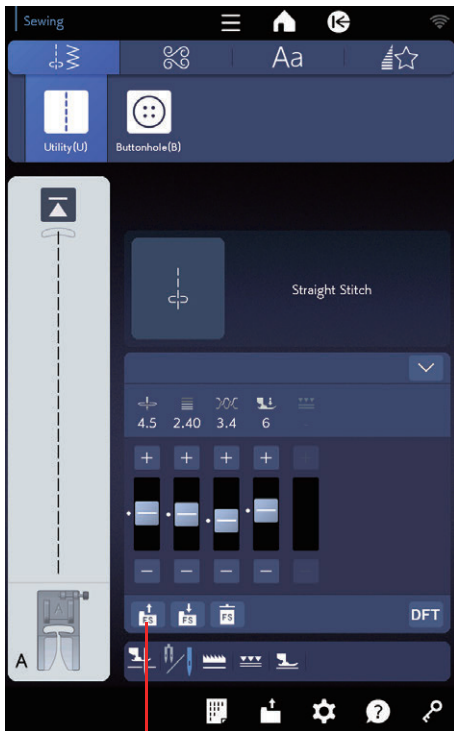 Sewing
Aa
Utility(U)
Buttonhole(B)
Straight Stitch
4.5 2.40 3.4 6
FS FS FS DFT
A
A